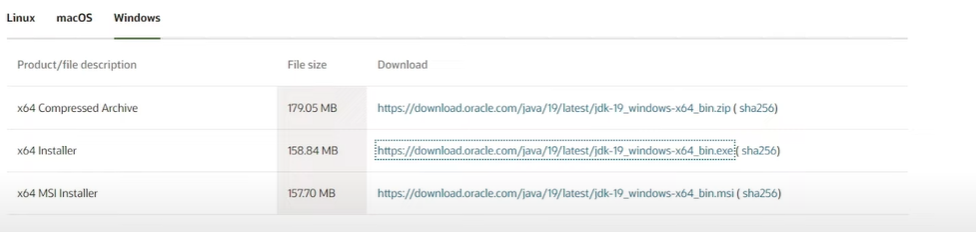 Linux macOS Windows
Product/file description File size Download
x64 Compressed Archive 179.05 MB https://download.oracle.com/java/19/latest/jdk-19_windows-x64_bin.zip ( sha256)
x64 Installer 158.84 MB https://download.oracle.com/java/19/latest/jdk-19_windows-x64_bin.exe ( sha256)
x64 MSI Installer 157.70 MB https://download.oracle.com/java/19/latest/jdk-19_windows-x64_bin.msi ( sha256)